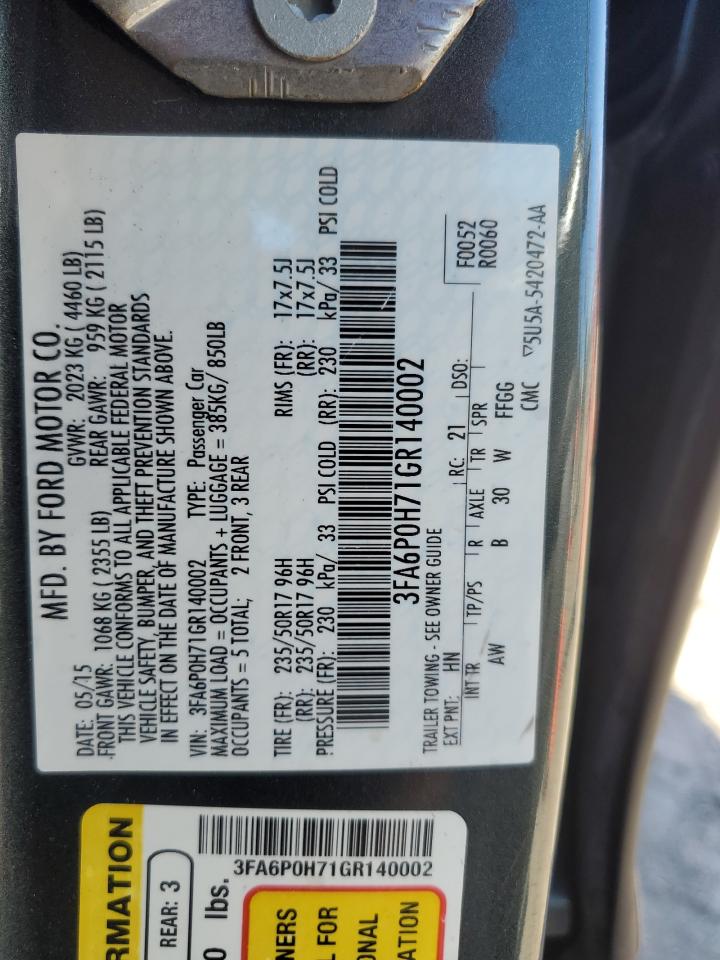 MFD. BY FORD MOTOR CO.
DATE: 05/15 GVWR: 2023 KG ( 4460 LB)
FRONT GAWR: 1068 KG ( 2355 LB) REAR GAWR: 959 KG ( 2115 LB)
THIS VEHICLE CONFORMS TO ALL APPLICABLE FEDERAL MOTOR
VEHICLE SAFETY, BUMPER, AND THEFT PREVENTION STANDARDS
IN EFFECT ON THE DATE OF MANUFACTURE SHOWN ABOVE.
VIN: 3FA6P0H71GR140002 TYPE: Passenger Car
MAXIMUM LOAD = OCCUPANTS + LUGGAGE = 385KG/ 850LB
OCCUPANTS = 5 TOTAL; 2 FRONT, 3 REAR
TIRE (FR): 235/50R17 96H RIMS (FR): 17x7.5J
(RR): 235/50R17 96H (RR): 17x7.5J
PRESSURE (FR): 230 kPa/ 33 PSI COLD (RR): 230 kPa/ 33 PSI COLD
3FA6P0H71GR140002
TRAILER TOWING - SEE OWNER GUIDE
EXT PNT: HN RC: 21 DSO: F0052
R0060
INT TR TP/PS R AXLE TR SPR
AW B 30 W FFGG
CMC ▽5U5A-5420472-AA
RMATION
REAR: 3
0 lbs.
3FA6P0H71GR140002
NERS
L FOR
ONAL
ATION